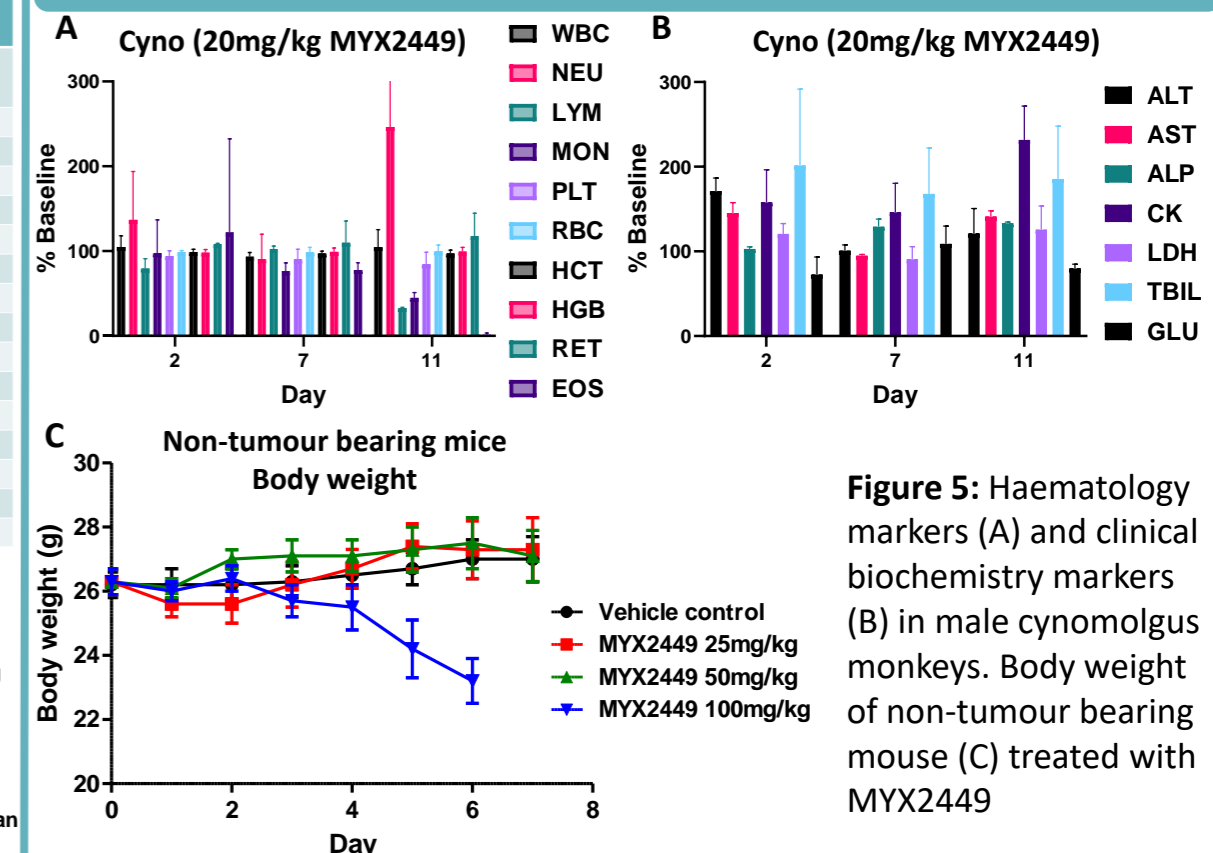 A
Cyno (20mg/kg MYX2449)
% Baseline
300
200
100
0
2
7
11
Day
WBC
NEU
LYM
MON
PLT
RBC
HCT
HGB
RET
EOS
B
Cyno (20mg/kg MYX2449)
% Baseline
300
200
100
0
2
7
11
Day
ALT
AST
ALP
CK
LDH
TBIL
GLU
C
Non-tumour bearing mice
Body weight
Body weight (g)
30
28
26
24
22
20
0
2
4
6
8
Day
Vehicle control
MYX2449 25mg/kg
MYX2449 50mg/kg
MYX2449 100mg/kg
Figure 5: Haematology
markers (A) and clinical
biochemistry markers
(B) in male cynomolgus
monkeys. Body weight
of non-tumour bearing
mouse (C) treated with
MYX2449
an